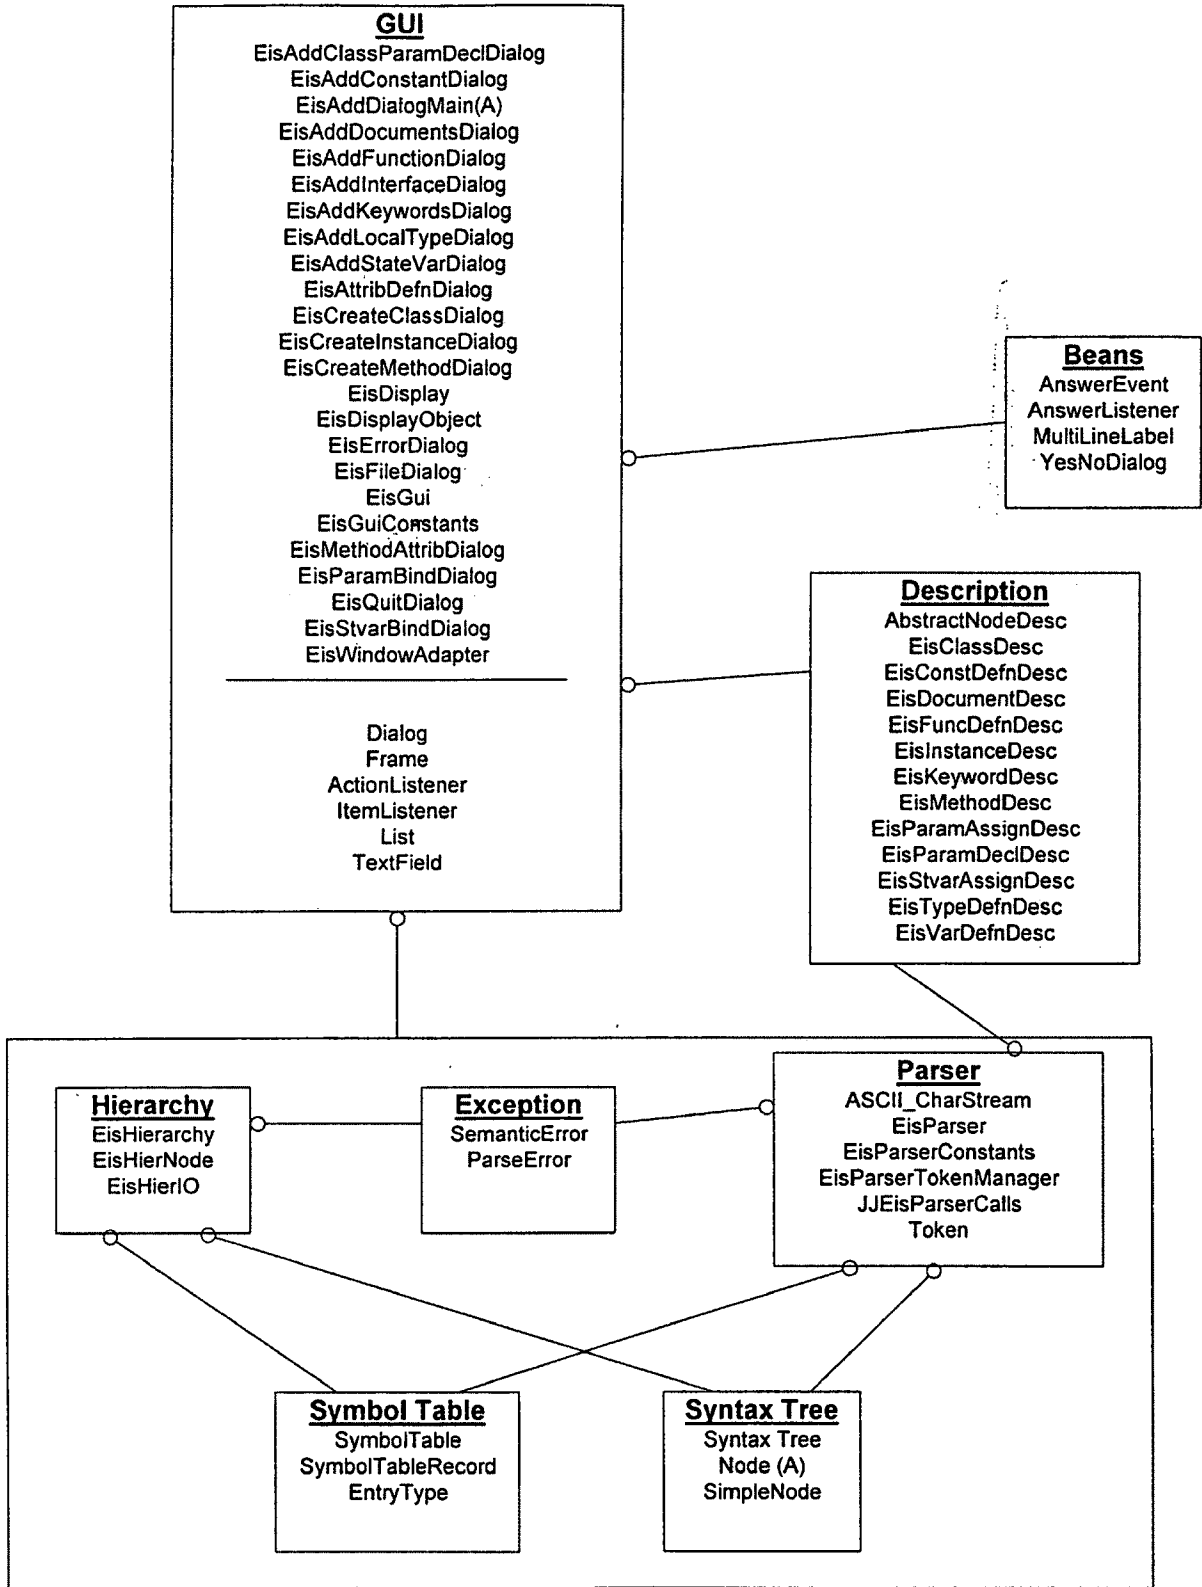 GUI
EisAddClassParamDeclDialog
EisAddConstantDialog
EisAddDialogMain(A)
EisAddDocumentsDialog
EisAddFunctionDialog
EisAddInterfaceDialog
EisAddKeywordsDialog
EisAddLocalTypeDialog
EisAddStateVarDialog
EisAttribDefnDialog
EisCreateClassDialog
EisCreateInstanceDialog
EisCreateMethodDialog
EisDisplay
EisDisplayObject
EisErrorDialog
EisFileDialog
EisGui
EisGuiConstants
EisMethodAttribDialog
EisParamBindDialog
EisQuitDialog
EisStvarBindDialog
EisWindowAdapter
Dialog
Frame
ActionListener
ItemListener
List
TextField
Beans
AnswerEvent
AnswerListener
MultiLineLabel
YesNoDialog
Description
AbstractNodeDesc
EisClassDesc
EisConstDefnDesc
EisDocumentDesc
EisFuncDefnDesc
EisInstanceDesc
EisKeywordDesc
EisMethodDesc
EisParamAssignDesc
EisParamDeclDesc
EisStvarAssignDesc
EisTypeDefnDesc
EisVarDefnDesc
Hierarchy
EisHierarchy
EisHierNode
EisHierIO
Exception
SemanticError
ParseError
Parser
ASCII_CharStream
EisParser
EisParserConstants
EisParserTokenManager
JJEisParserCalls
Token
Symbol Table
SymbolTable
SymbolTableRecord
EntryType
Syntax Tree
Syntax Tree
Node (A)
SimpleNode